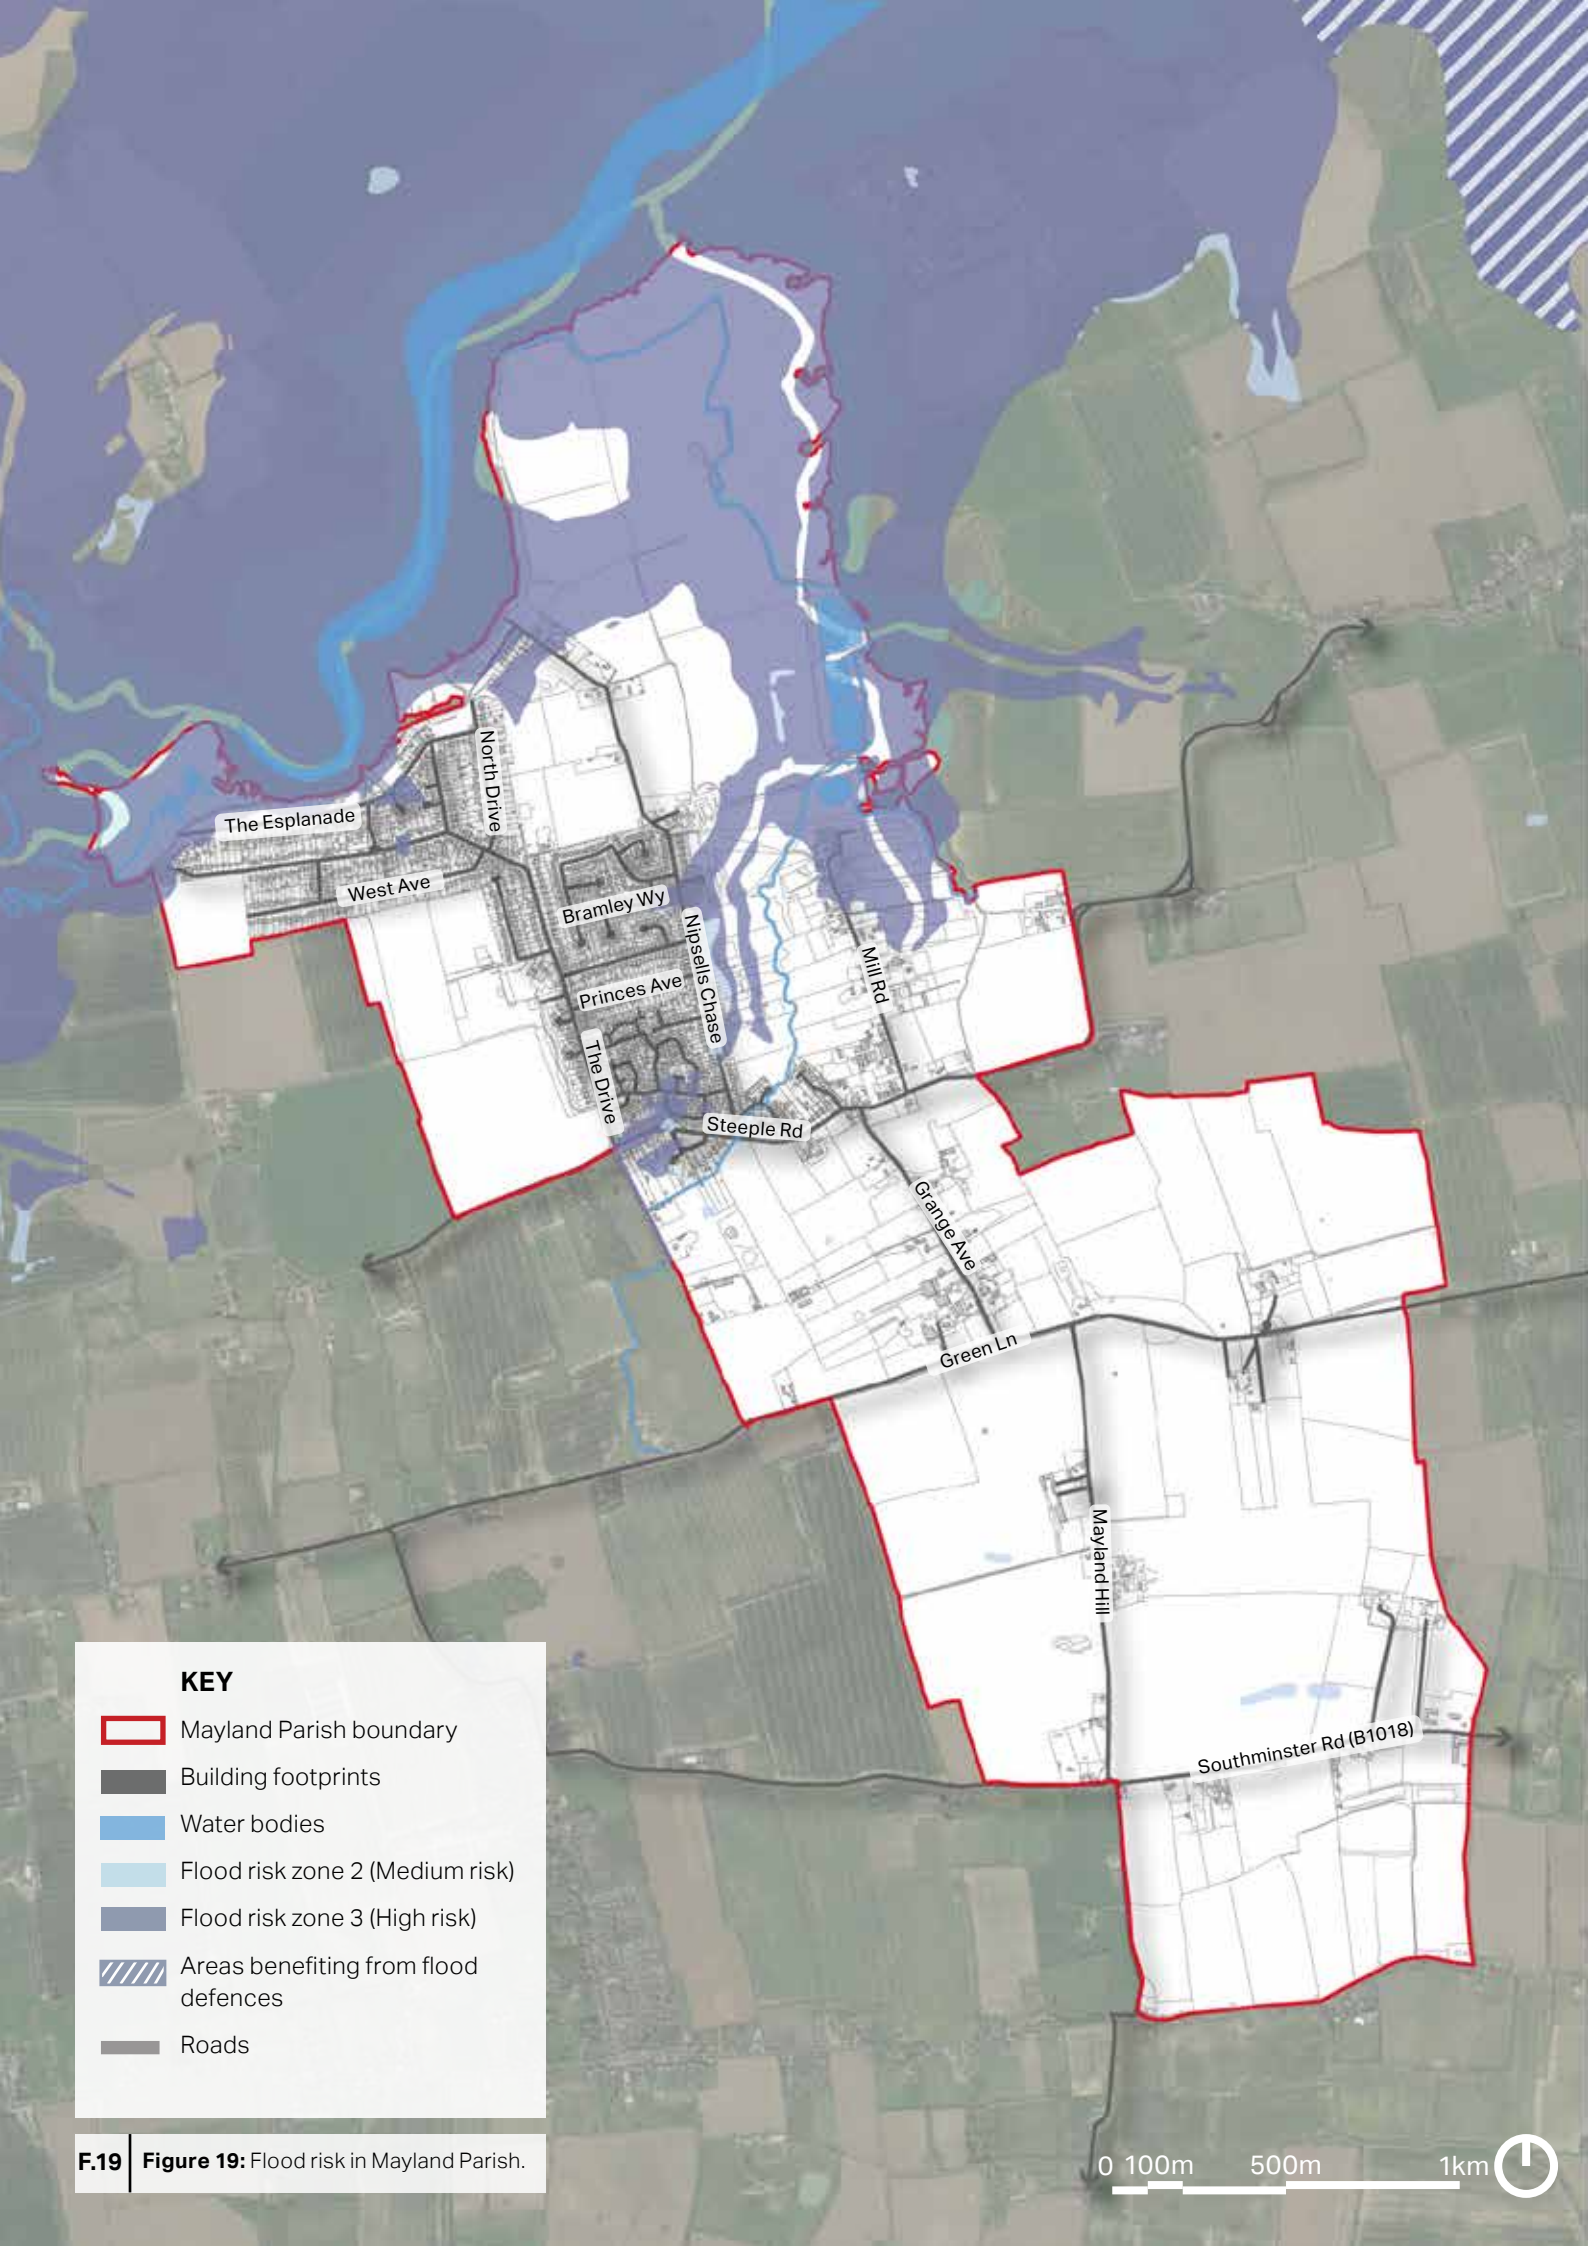 North Drive
The Esplanade
West Ave
Bramley Wy
Nipsells Chase
Mill Rd
Princes Ave
The Drive
Steeple Rd
Grange Ave
Green Ln
Mayland Hill
Southminster Rd (B1018)
KEY
Mayland Parish boundary
Building footprints
Water bodies
Flood risk zone 2 (Medium risk)
Flood risk zone 3 (High risk)
Areas benefiting from flood
defences
Roads
F.19 Figure 19: Flood risk in Mayland Parish.
0 100m 500m 1km